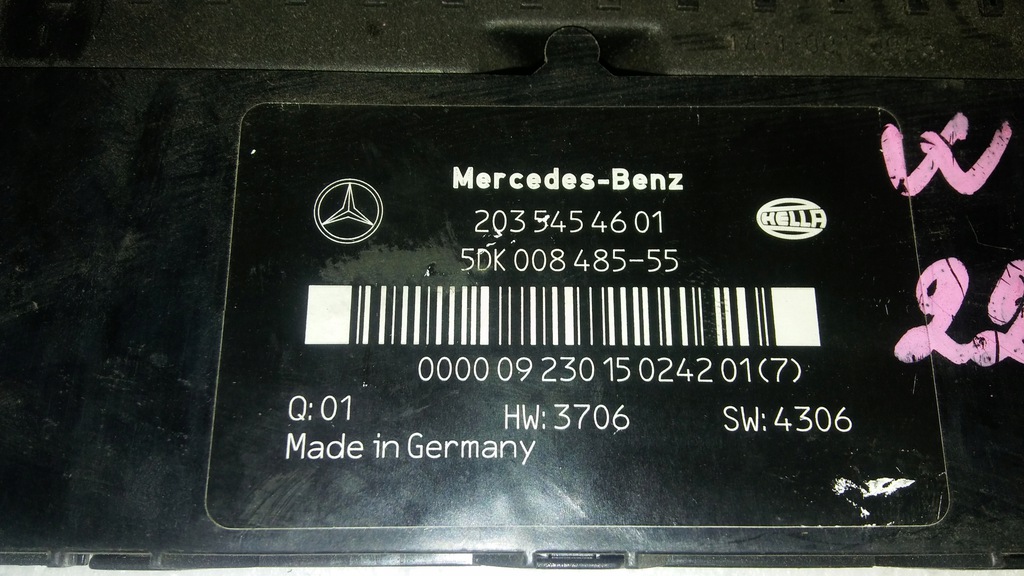 Mercedes-Benz
203 545 46 01
HELLA
5DK 008 485-55
0000 09 230 15 0242 01(7)
Q: 01 HW: 3706 SW: 4306
Made in Germany
W